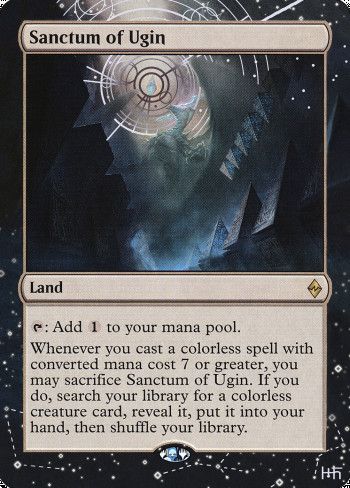 Sanctum of Ugin
Land
: Add 1 to your mana pool.
Whenever you cast a colorless spell with
converted mana cost 7 or greater, you
may sacrifice Sanctum of Ugin. If you
do, search your library for a colorless
creature card, reveal it, put it into your
hand, then shuffle your library.